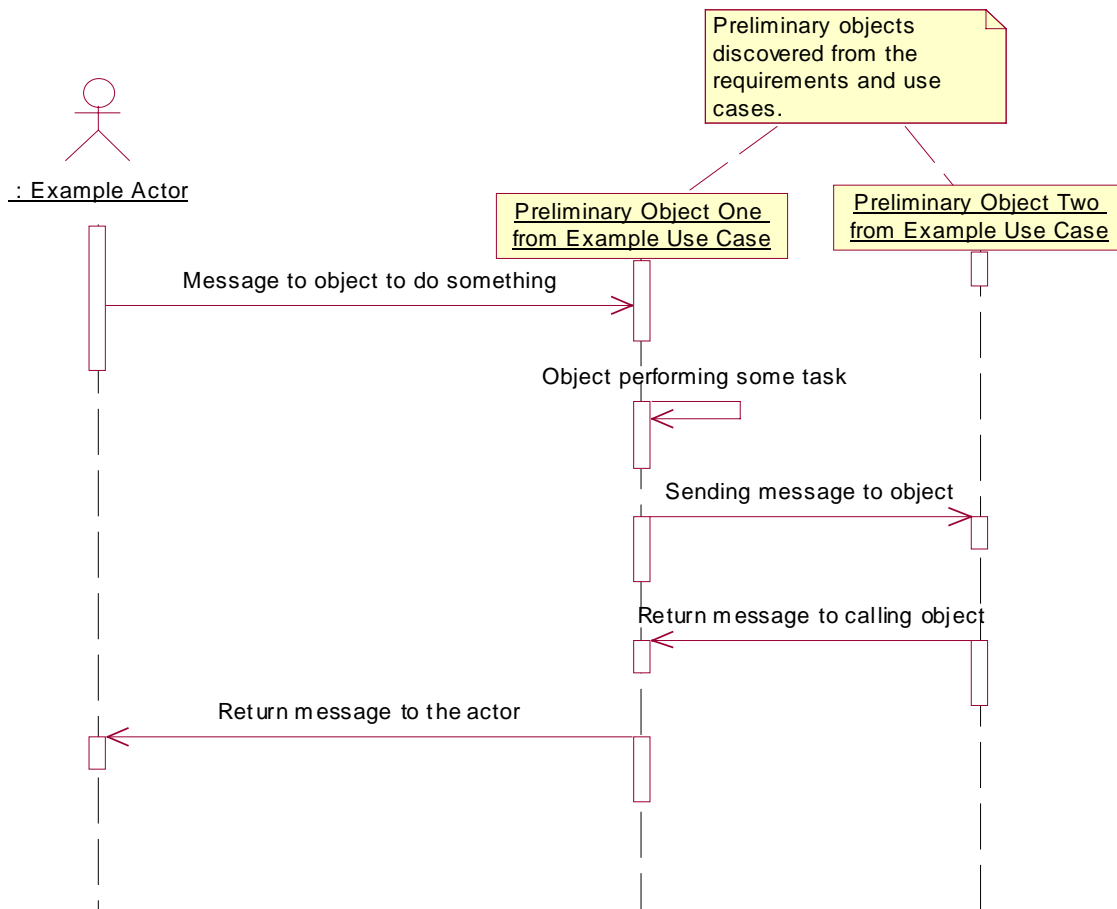 Preliminary objects
discovered from the
requirements and use
cases.
: Example Actor
Preliminary Object One
from Example Use Case
Preliminary Object Two
from Example Use Case
Message to object to do something
Object performing some task
Sending message to object
Return message to calling object
Return message to the actor